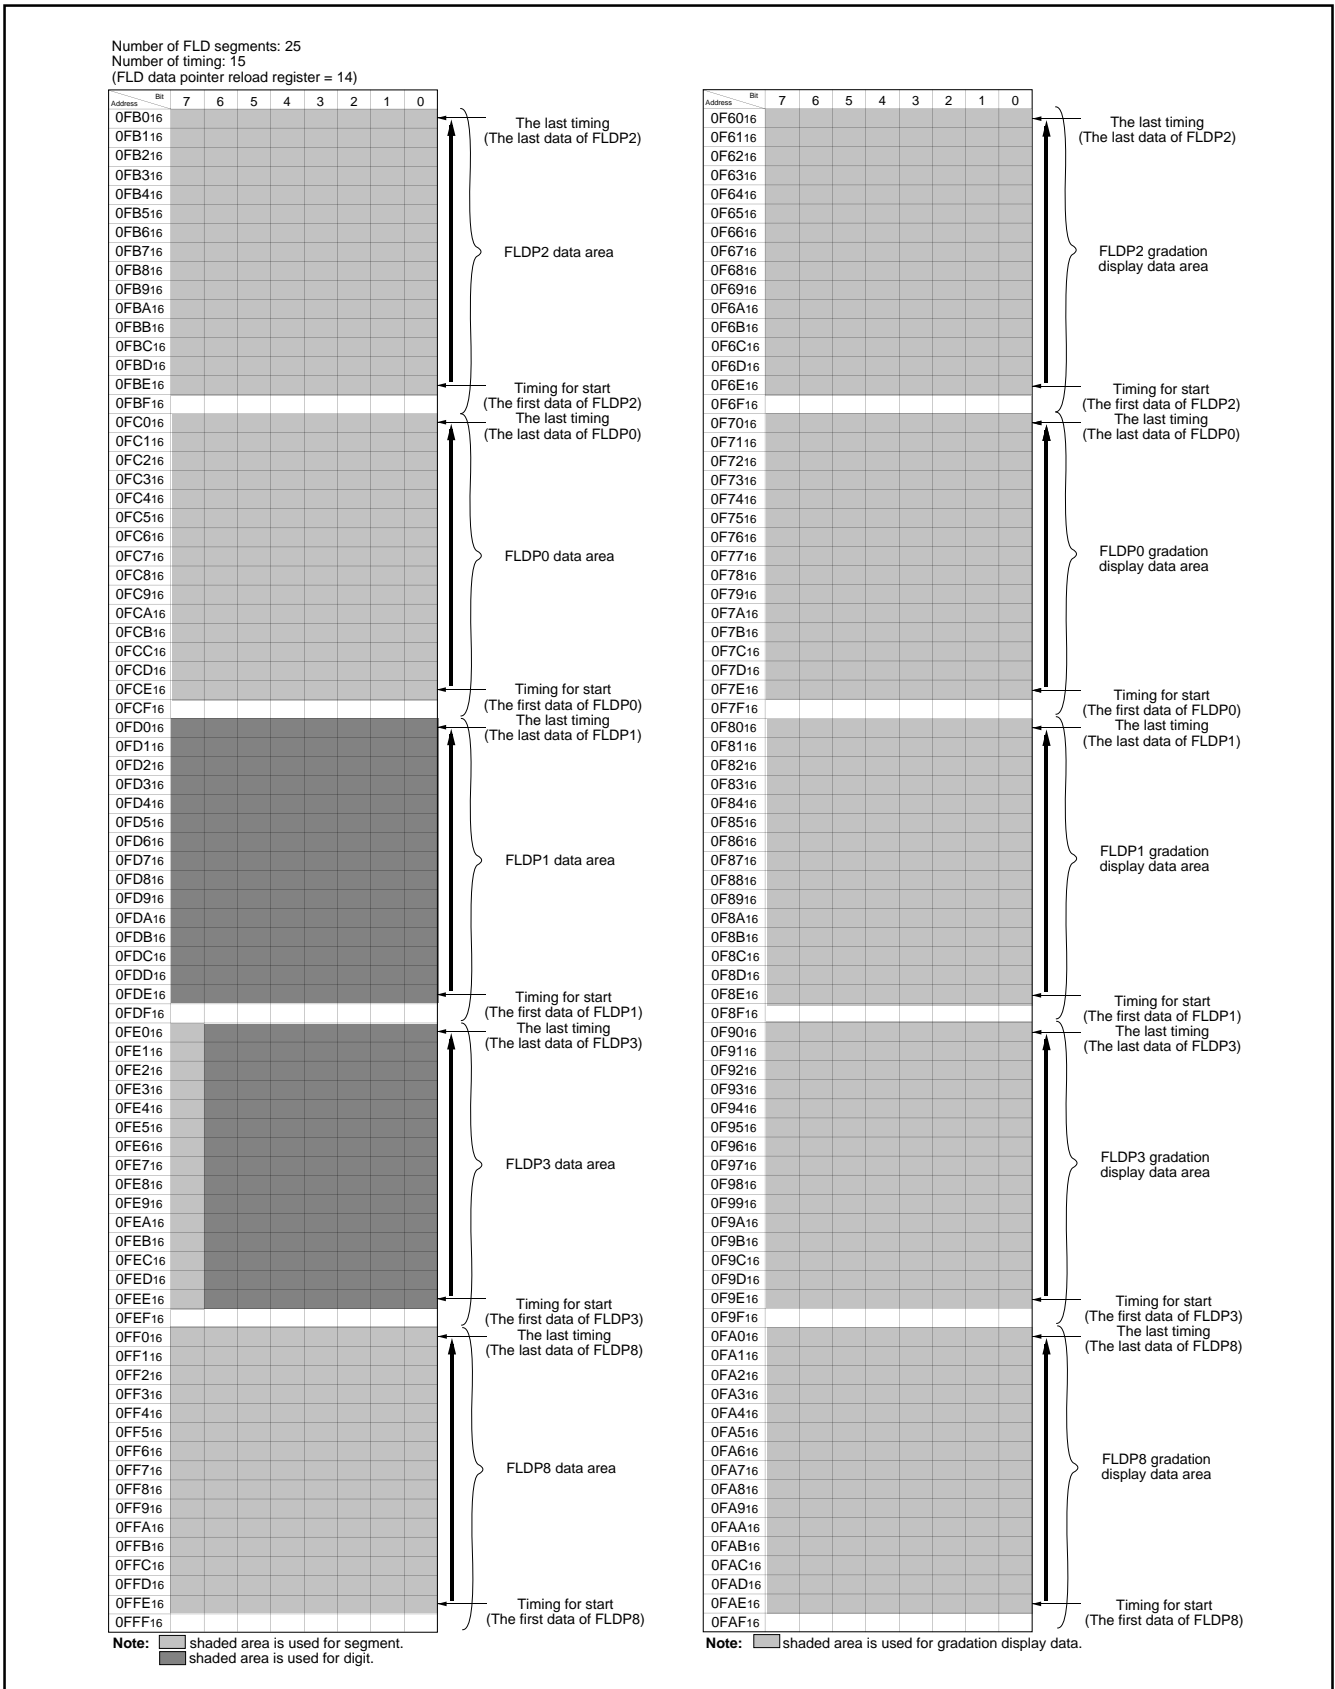 Number of FLD segments: 25
Number of timing: 15
(FLD data pointer reload register = 14)
Bit
Address
7 6 5 4 3 2 1 0
0FB016
0FB116
0FB216
0FB316
0FB416
0FB516
0FB616
0FB716
0FB816
0FB916
0FBA16
0FBB16
0FBC16
0FBD16
0FBE16
0FBF16
0FC016
0FC116
0FC216
0FC316
0FC416
0FC516
0FC616
0FC716
0FC816
0FC916
0FCA16
0FCB16
0FCC16
0FCD16
0FCE16
0FCF16
0FD016
0FD116
0FD216
0FD316
0FD416
0FD516
0FD616
0FD716
0FD816
0FD916
0FDA16
0FDB16
0FDC16
0FDD16
0FDE16
0FDF16
0FE016
0FE116
0FE216
0FE316
0FE416
0FE516
0FE616
0FE716
0FE816
0FE916
0FEA16
0FEB16
0FEC16
0FED16
0FEE16
0FEF16
0FF016
0FF116
0FF216
0FF316
0FF416
0FF516
0FF616
0FF716
0FF816
0FF916
0FFA16
0FFB16
0FFC16
0FFD16
0FFE16
0FFF16
The last timing
(The last data of FLDP2)
FLDP2 data area
Timing for start
(The first data of FLDP2)
The last timing
(The last data of FLDP0)
FLDP0 data area
Timing for start
(The first data of FLDP0)
The last timing
(The last data of FLDP1)
FLDP1 data area
Timing for start
(The first data of FLDP1)
The last timing
(The last data of FLDP3)
FLDP3 data area
Timing for start
(The first data of FLDP3)
The last timing
(The last data of FLDP8)
FLDP8 data area
Timing for start
(The first data of FLDP8)
Note: shaded area is used for segment.
shaded area is used for digit.
Bit
Address
7 6 5 4 3 2 1 0
0F6016
0F6116
0F6216
0F6316
0F6416
0F6516
0F6616
0F6716
0F6816
0F6916
0F6A16
0F6B16
0F6C16
0F6D16
0F6E16
0F6F16
0F7016
0F7116
0F7216
0F7316
0F7416
0F7516
0F7616
0F7716
0F7816
0F7916
0F7A16
0F7B16
0F7C16
0F7D16
0F7E16
0F7F16
0F8016
0F8116
0F8216
0F8316
0F8416
0F8516
0F8616
0F8716
0F8816
0F8916
0F8A16
0F8B16
0F8C16
0F8D16
0F8E16
0F8F16
0F9016
0F9116
0F9216
0F9316
0F9416
0F9516
0F9616
0F9716
0F9816
0F9916
0F9A16
0F9B16
0F9C16
0F9D16
0F9E16
0F9F16
0FA016
0FA116
0FA216
0FA316
0FA416
0FA516
0FA616
0FA716
0FA816
0FA916
0FAA16
0FAB16
0FAC16
0FAD16
0FAE16
0FAF16
The last timing
(The last data of FLDP2)
FLDP2 gradation
display data area
Timing for start
(The first data of FLDP2)
The last timing
(The last data of FLDP0)
FLDP0 gradation
display data area
Timing for start
(The first data of FLDP0)
The last timing
(The last data of FLDP1)
FLDP1 gradation
display data area
Timing for start
(The first data of FLDP1)
The last timing
(The last data of FLDP3)
FLDP3 gradation
display data area
Timing for start
(The first data of FLDP3)
The last timing
(The last data of FLDP8)
FLDP8 gradation
display data area
Timing for start
(The first data of FLDP8)
Note: shaded area is used for gradation display data.